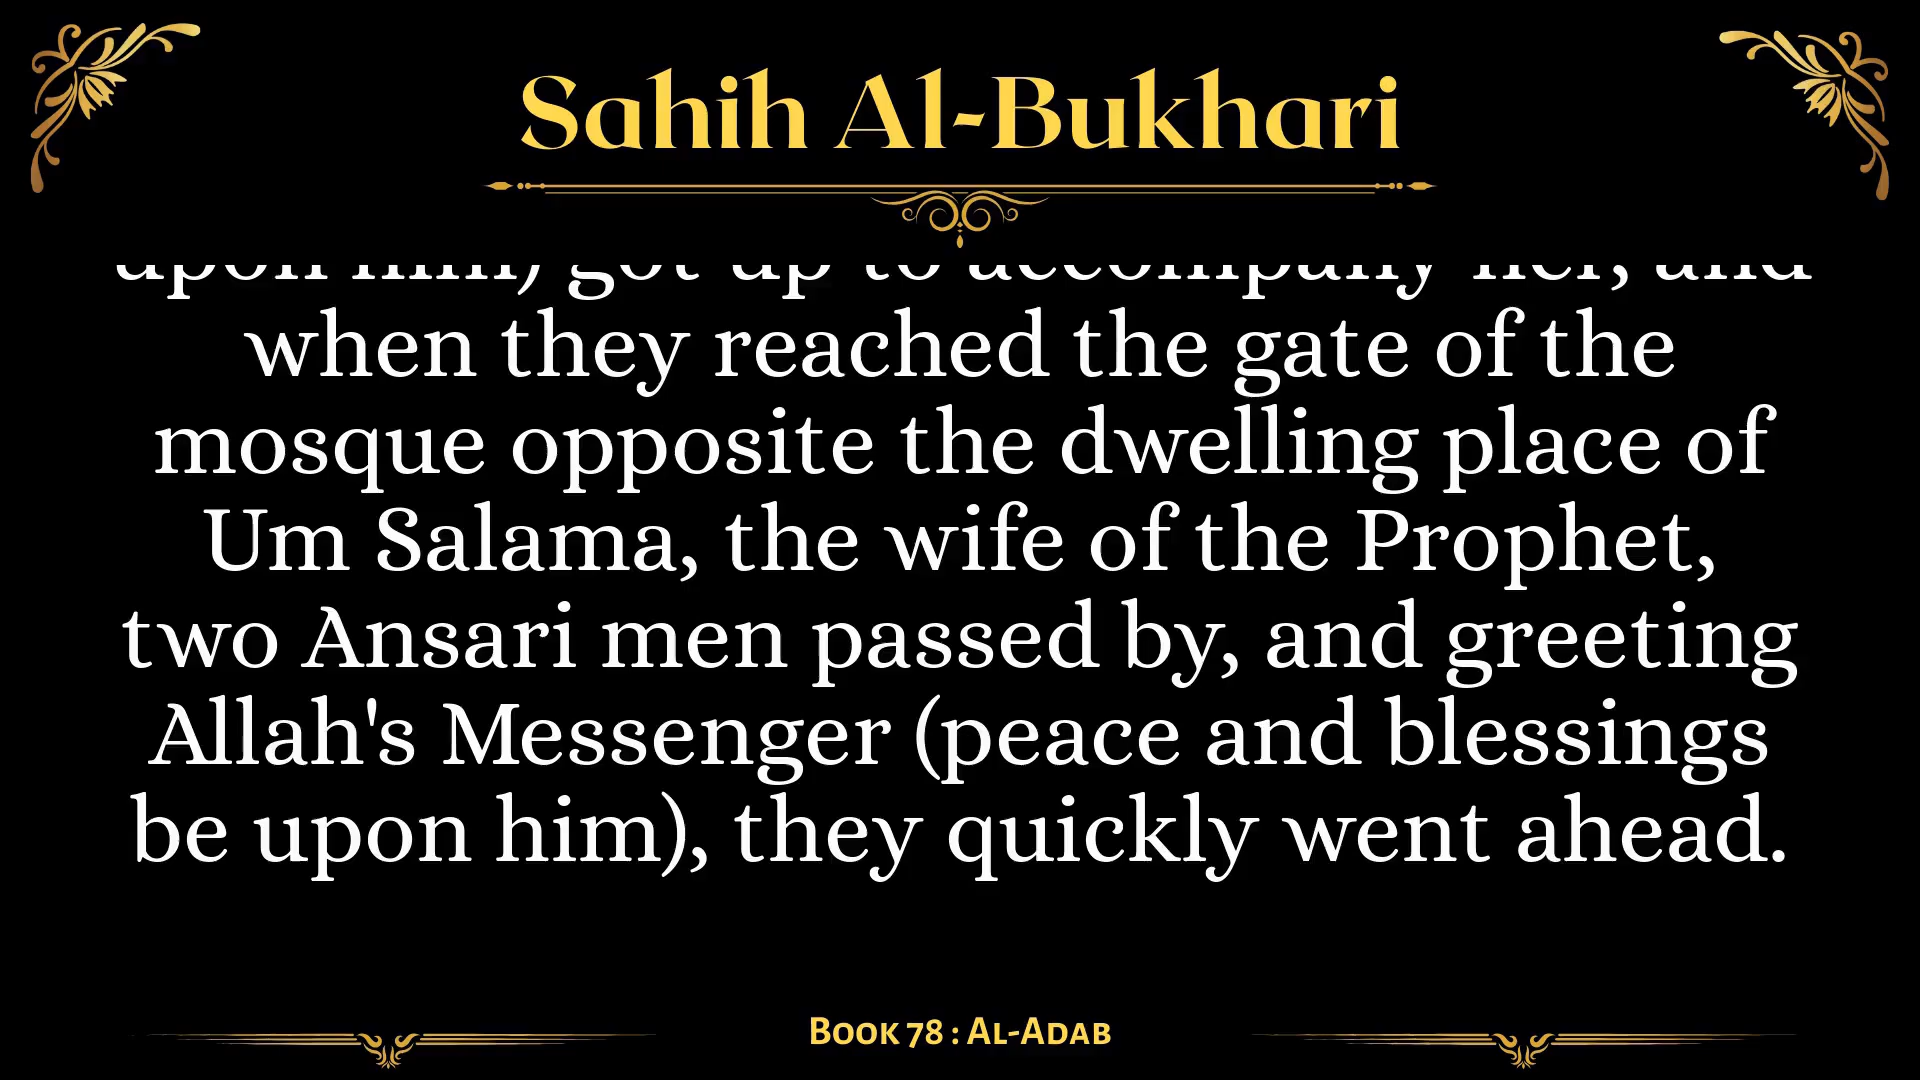 Sahih Al-Bukhari
upon him) got up to accompany her, and
when they reached the gate of the
mosque opposite the dwelling place of
Um Salama, the wife of the Prophet,
two Ansari men passed by, and greeting
Allah's Messenger (peace and blessings
be upon him), they quickly went ahead.
Book 78 : Al-Adab